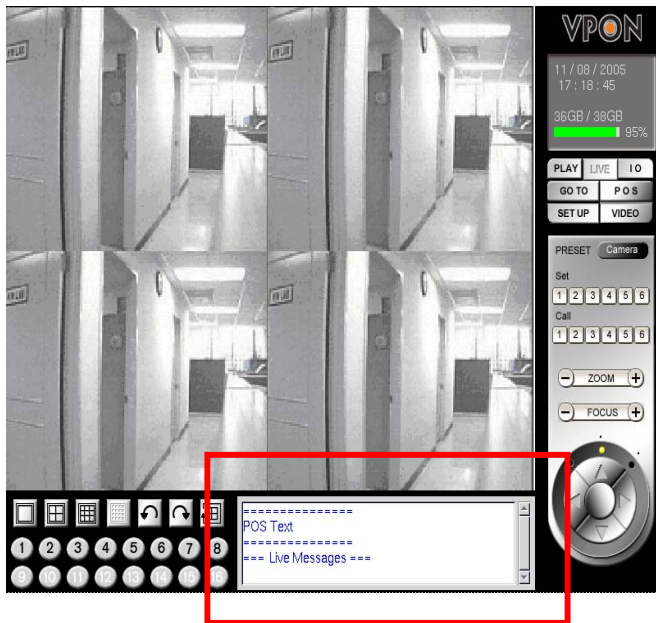 VPON
11 / 08 / 2005
17 : 18 : 45
36GB / 38GB
95%
PLAY LIVE I O
GO TO P O S
SET UP VIDEO
PRESET Camera
Set
1 2 3 4 5 6
Call
1 2 3 4 5 6
− ZOOM +
− FOCUS +
1 2 3 4 5 6 7 8
9 10 11 12 13 14 15 16
===============
POS Text
===============
=== Live Messages ===